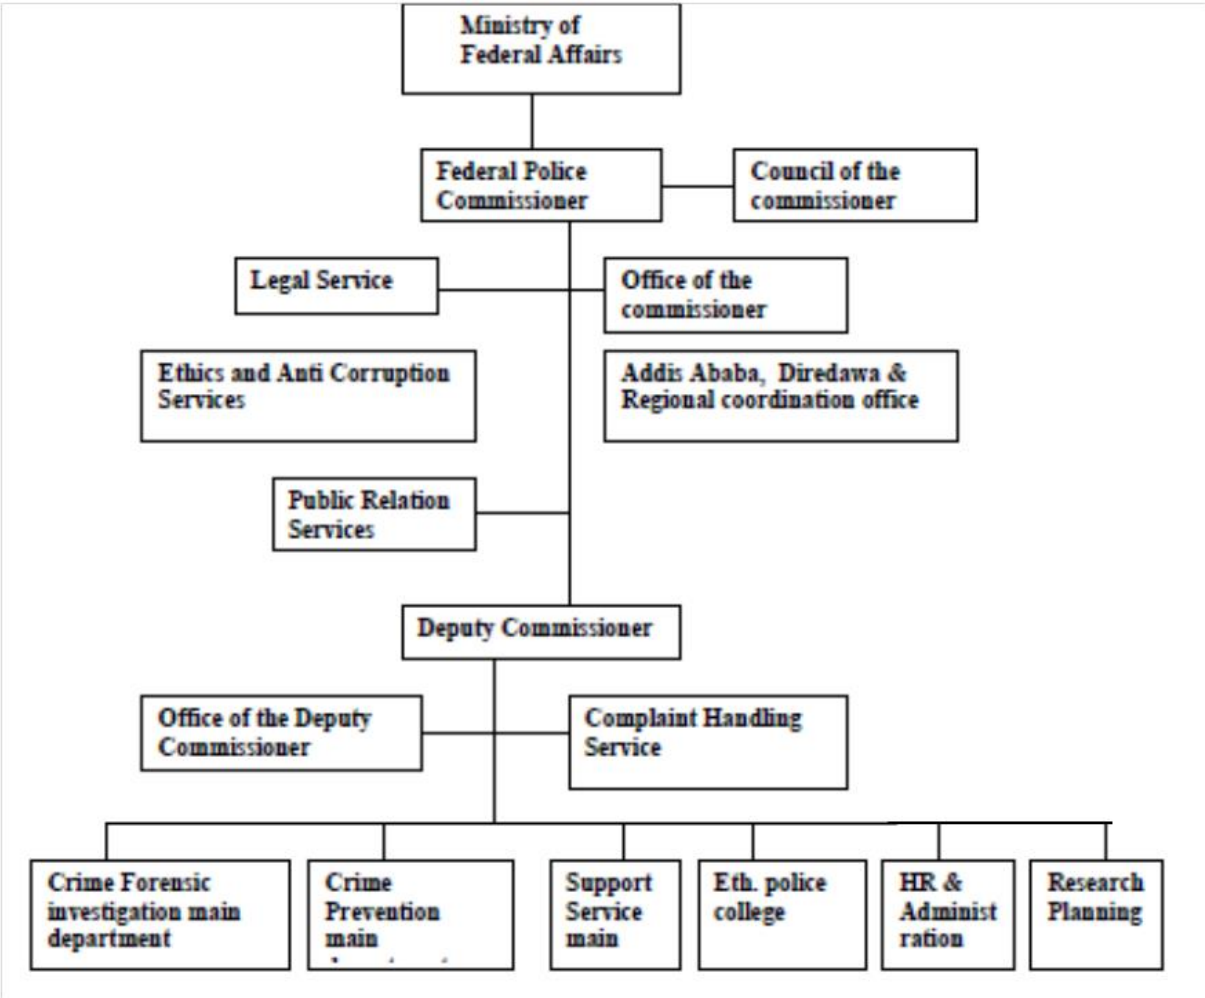 Ministry of
Federal Affairs
Federal Police
Commissioner
Council of the
commissioner
Legal Service
Office of the
commissioner
Ethics and Anti Corruption
Services
Addis Ababa, Diredawa &
Regional coordination office
Public Relation
Services
Deputy Commissioner
Office of the Deputy
Commissioner
Complaint Handling
Service
Crime Forensic
investigation main
department
Crime
Prevention
main
Support
Service
main
Eth. police
college
HR &
Administ
ration
Research
Planning